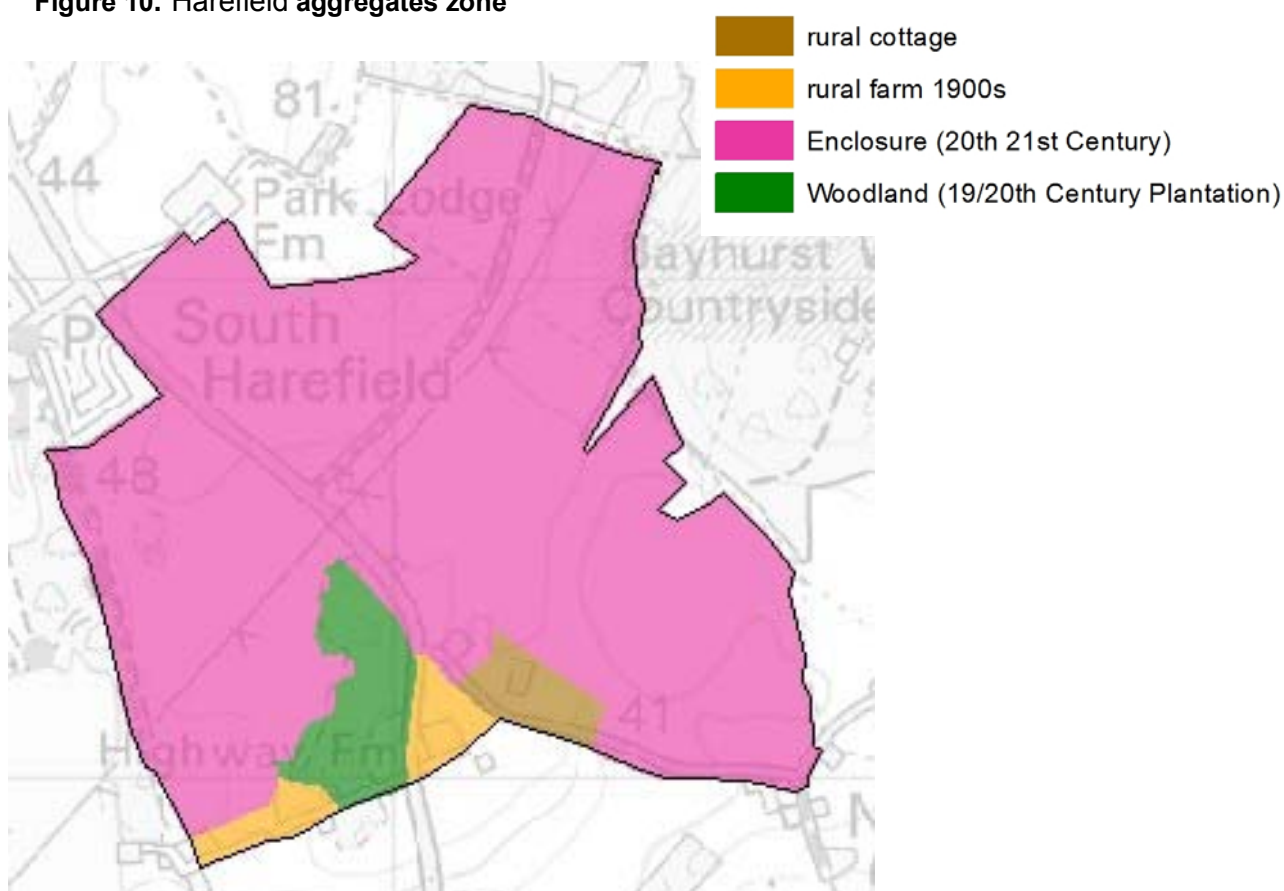 Figure 10. Harefield aggregates zone
rural cottage
rural farm 1900s
Enclosure (20th 21st Century)
Woodland (19/20th Century Plantation)
81
44
Park Lodge
Fm
South
Harefield
P
48
Bayhurst
Countryside
41
Highway Fm